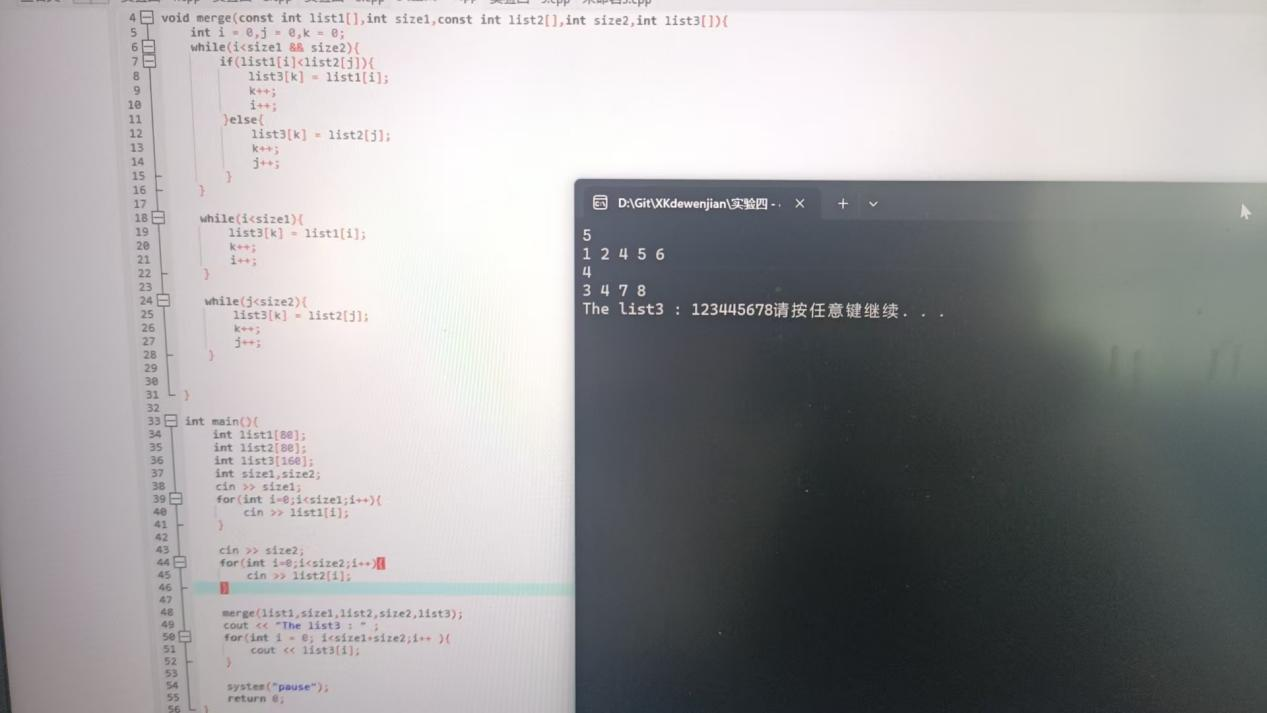 4 void merge(const int list1[],int size1,const int list2[],int size2,int list3[]){
5 int i = 0,j = 0,k = 0;
6 while(i<size1 && size2){
7 if(list1[i]<list2[j]){
8 list3[k] = list1[i];
9 k++;
10 i++;
11 }else{
12 list3[k] = list2[j];
13 k++;
14 j++;
15 }
16 }
17
18 while(i<size1){
19 list3[k] = list1[i];
20 k++;
21 i++;
22 }
23
24 while(j<size2){
25 list3[k] = list2[j];
26 k++;
27 j++;
28 }
29
30
31 }
32
33 int main(){
34 int list1[80];
35 int list2[80];
36 int list3[160];
37 int size1,size2;
38 cin >> size1;
39 for(int i=0;i<size1;i++){
40 cin >> list1[i];
41 }
42
43 cin >> size2;
44 for(int i=0;i<size2;i++){
45 cin >> list2[i];
46 }
47
48 merge(list1,size1,list2,size2,list3);
49 cout << "The list3 : " ;
50 for(int i = 0; i<size1+size2;i++ ){
51 cout << list3[i];
52 }
53
54 system("pause");
55 return 0;
56 }
D:\Git\XKdewenjian\实验四 - .
5
1 2 4 5 6
4
3 4 7 8
The list3 : 123445678请按任意键继续. . .